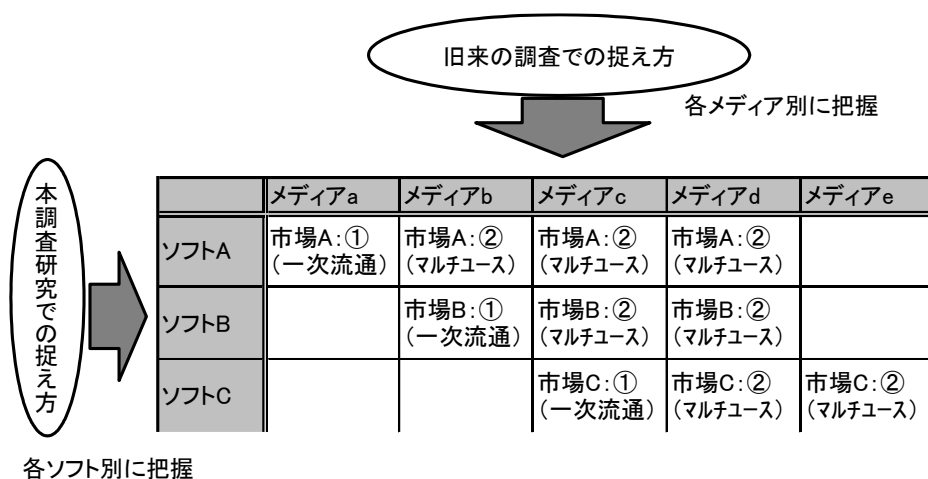 旧来の調査での捉え方
各メディア別に把握
本調査研究での捉え方
メディアa メディアb メディアc メディアd メディアe
ソフトA 市場A:① 市場A:② 市場A:② 市場A:②
(一次流通) (マルチユース) (マルチユース) (マルチユース)
ソフトB 市場B:① 市場B:② 市場B:②
(一次流通) (マルチユース) (マルチユース)
ソフトC 市場C:① 市場C:② 市場C:②
(一次流通) (マルチユース) (マルチユース)
各ソフト別に把握